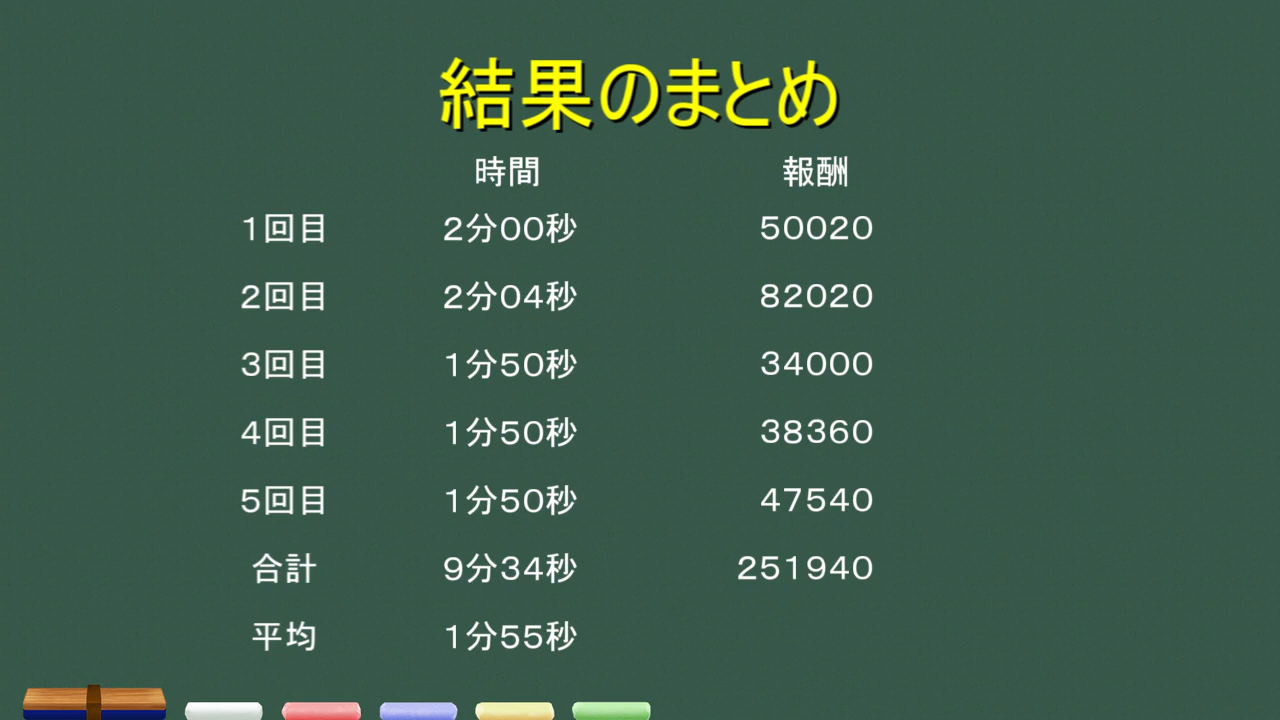 結果のまとめ
時間 報酬
1回目 2分00秒 50020
2回目 2分04秒 82020
3回目 1分50秒 34000
4回目 1分50秒 38360
5回目 1分50秒 47540
合計 9分34秒 251940
平均 1分55秒